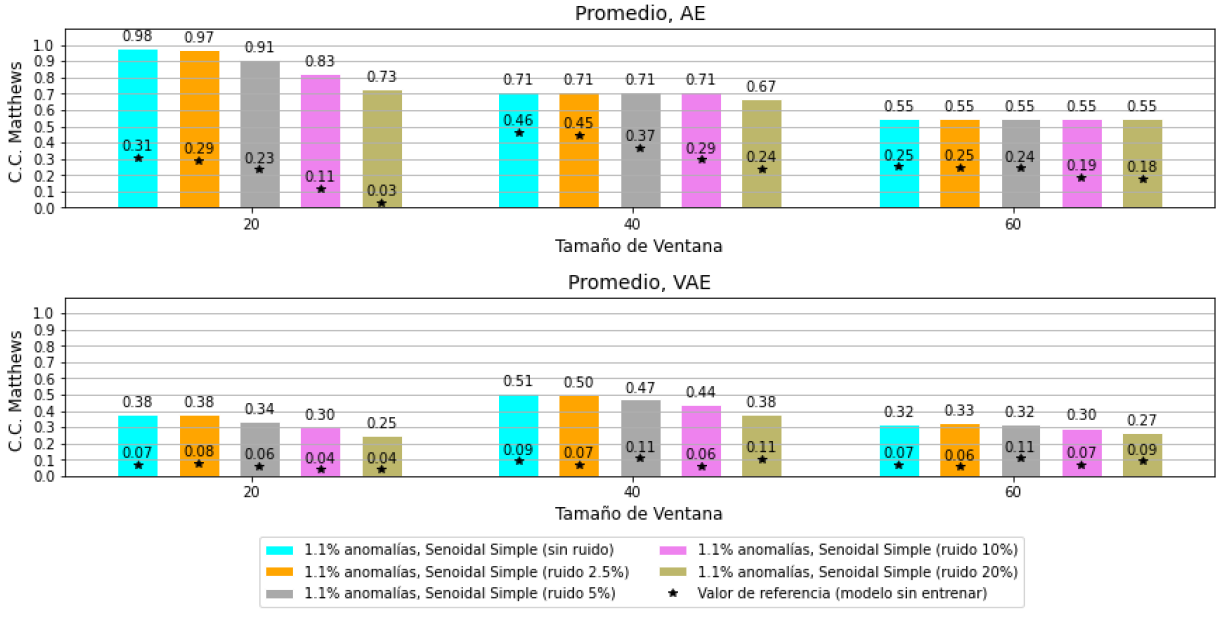 Promedio, AE
C.C. Matthews
1.0
0.9
0.8
0.7
0.6
0.5
0.4
0.3
0.2
0.1
0.0
0.98 0.97 0.91 0.83 0.73
0.31 0.29 0.23 0.11 0.03
0.71 0.71 0.71 0.71 0.67
0.46 0.45 0.37 0.29 0.24
0.55 0.55 0.55 0.55 0.55
0.25 0.25 0.24 0.19 0.18
20 40 60
Tamaño de Ventana
Promedio, VAE
C.C. Matthews
1.0
0.9
0.8
0.7
0.6
0.5
0.4
0.3
0.2
0.1
0.0
0.38 0.38 0.34 0.30 0.25
0.07 0.08 0.06 0.04 0.04
0.51 0.50 0.47 0.44 0.38
0.09 0.07 0.11 0.06 0.11
0.32 0.33 0.32 0.30 0.27
0.07 0.06 0.11 0.07 0.09
20 40 60
Tamaño de Ventana
1.1% anomalías, Senoidal Simple (sin ruido)
1.1% anomalías, Senoidal Simple (ruido 2.5%)
1.1% anomalías, Senoidal Simple (ruido 5%)
1.1% anomalías, Senoidal Simple (ruido 10%)
1.1% anomalías, Senoidal Simple (ruido 20%)
Valor de referencia (modelo sin entrenar)